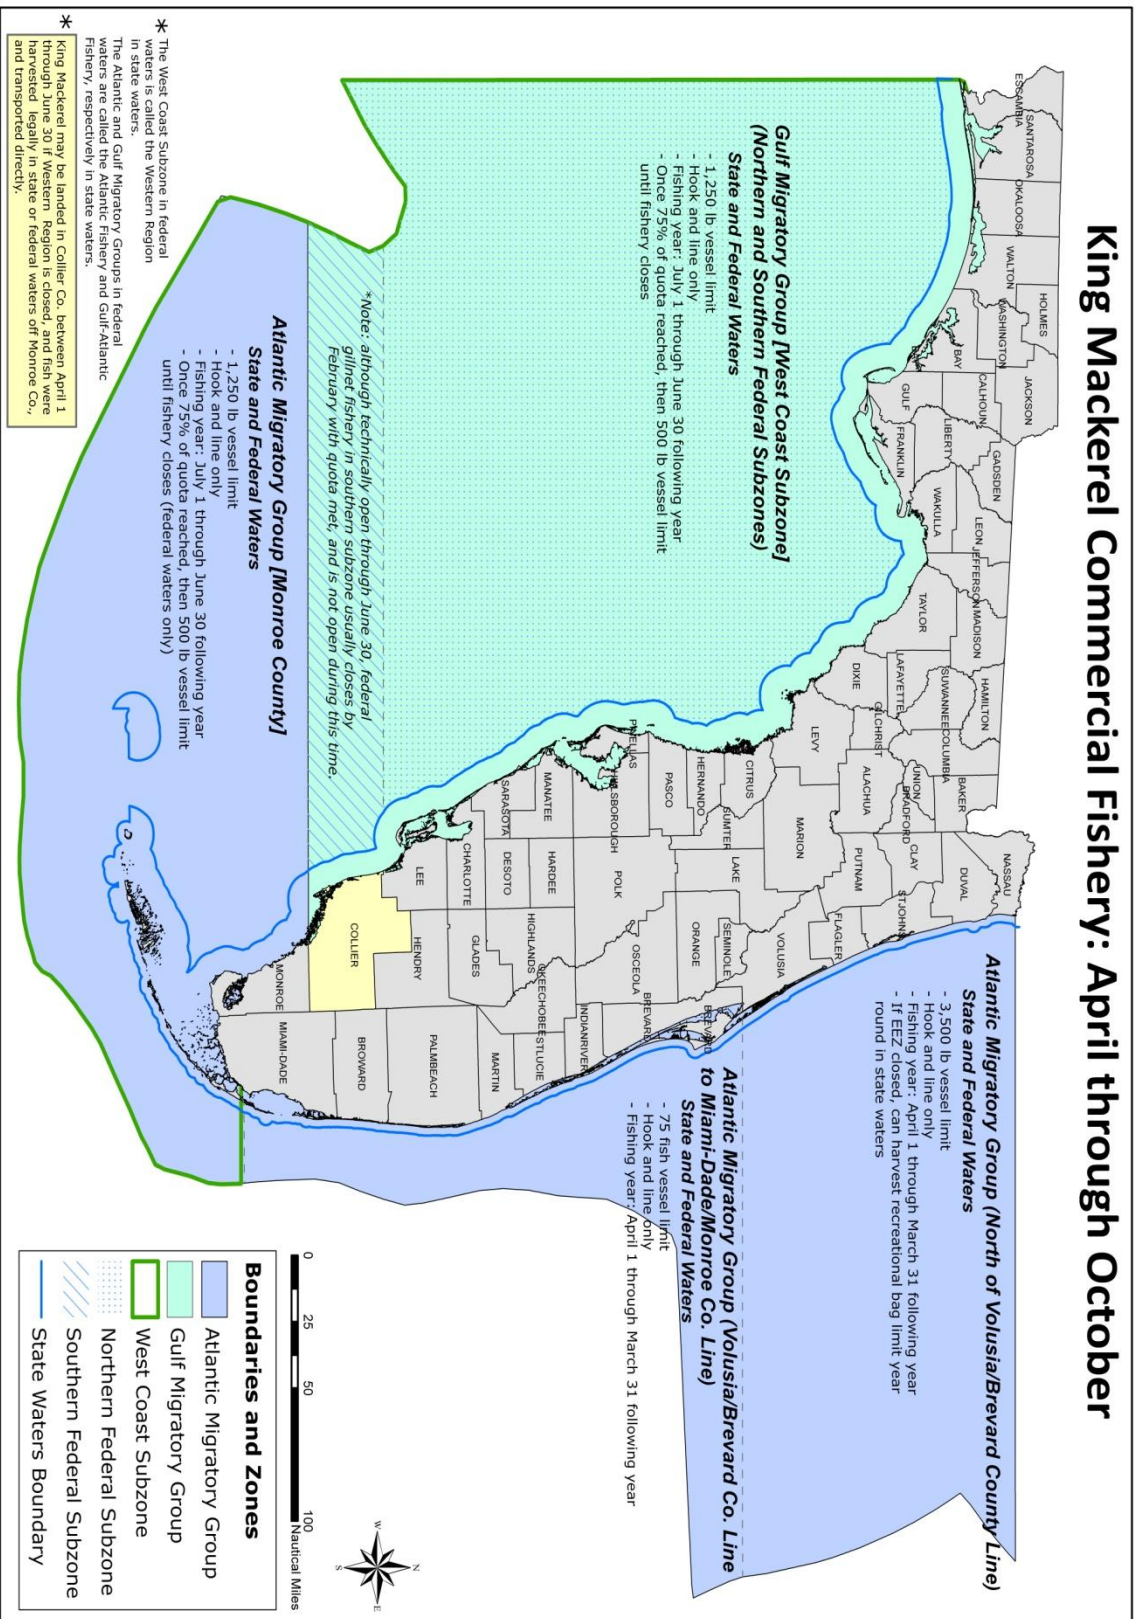 King Mackerel Commercial Fishery: April through October
Atlantic Migratory Group (North of Volusia/Brevard County Line)
State and Federal Waters
- 3,500 lb vessel limit
- Hook and line only
- Fishing year: April 1 through March 31 following year
- If EEZ closed, can harvest recreational bag limit year
round in state waters
Atlantic Migratory Group (Volusia/Brevard Co. Line
to Miami-Dade/Monroe Co. Line)
State and Federal Waters
- 75 fish vessel limit
- Hook and line only
- Fishing year: April 1 through March 31 following year
Gulf Migratory Group [West Coast Subzone]
(Northern and Southern Federal Subzones)
State and Federal Waters
- 1,250 lb vessel limit
- Hook and line only
- Fishing year: July 1 through June 30 following year
- Once 75% of quota reached, then 500 lb vessel limit
until fishery closes
*Note: although technically open through June 30, federal
gillnet fishery in southern subzone usually closes by
February with quota met, and is not open during this time.
Atlantic Migratory Group [Monroe County]
State and Federal Waters
- 1,250 lb vessel limit
- Hook and line only
- Fishing year: July 1 through June 30 following year
- Once 75% of quota reached, then 500 lb vessel limit
until fishery closes (federal waters only)
* The West Coast Subzone in federal
waters is called the Western Region
in state waters.
The Atlantic and Gulf Migratory Groups in federal
waters are called the Atlantic Fishery and Gulf-Atlantic
Fishery, respectively in state waters.
* King Mackerel may be landed in Collier Co. between April 1
through June 30 if Western Region is closed, and fish were
harvested legally in state or federal waters off Monroe Co.,
and transported directly.
ESCAMBIA
SANTAROSA
OKALOOSA
WALTON
HOLMES
WASHINGTON
BAY
JACKSON
CALHOUN
GULF
LIBERTY
GADSDEN
FRANKLIN
LEON
WAKULLA
JEFFERSON
MADISON
TAYLOR
HAMILTON
SUWANNEE
LAFAYETTE
DIXIE
COLUMBIA
GILCHRIST
BAKER
UNION
BRADFORD
ALACHUA
LEVY
NASSAU
DUVAL
CLAY
STJOHNS
PUTNAM
FLAGLER
MARION
VOLUSIA
CITRUS
SUMTER
LAKE
HERNANDO
SEMINOLE
ORANGE
PASCO
BREVARD
OSCEOLA
BREVARD
PINELLAS
HILLSBOROUGH
POLK
INDIANRIVER
MANATEE
HARDEE
HIGHLANDS
OKEECHOBEE
STLUCIE
SARASOTA
DESOTO
MARTIN
CHARLOTTE
GLADES
LEE
HENDRY
PALMBEACH
COLLIER
BROWARD
MONROE
MIAMI-DADE
N
W
E
S
0
25
50
100
Nautical Miles
Boundaries and Zones
Atlantic Migratory Group
Gulf Migratory Group
West Coast Subzone
Northern Federal Subzone
Southern Federal Subzone
State Waters Boundary